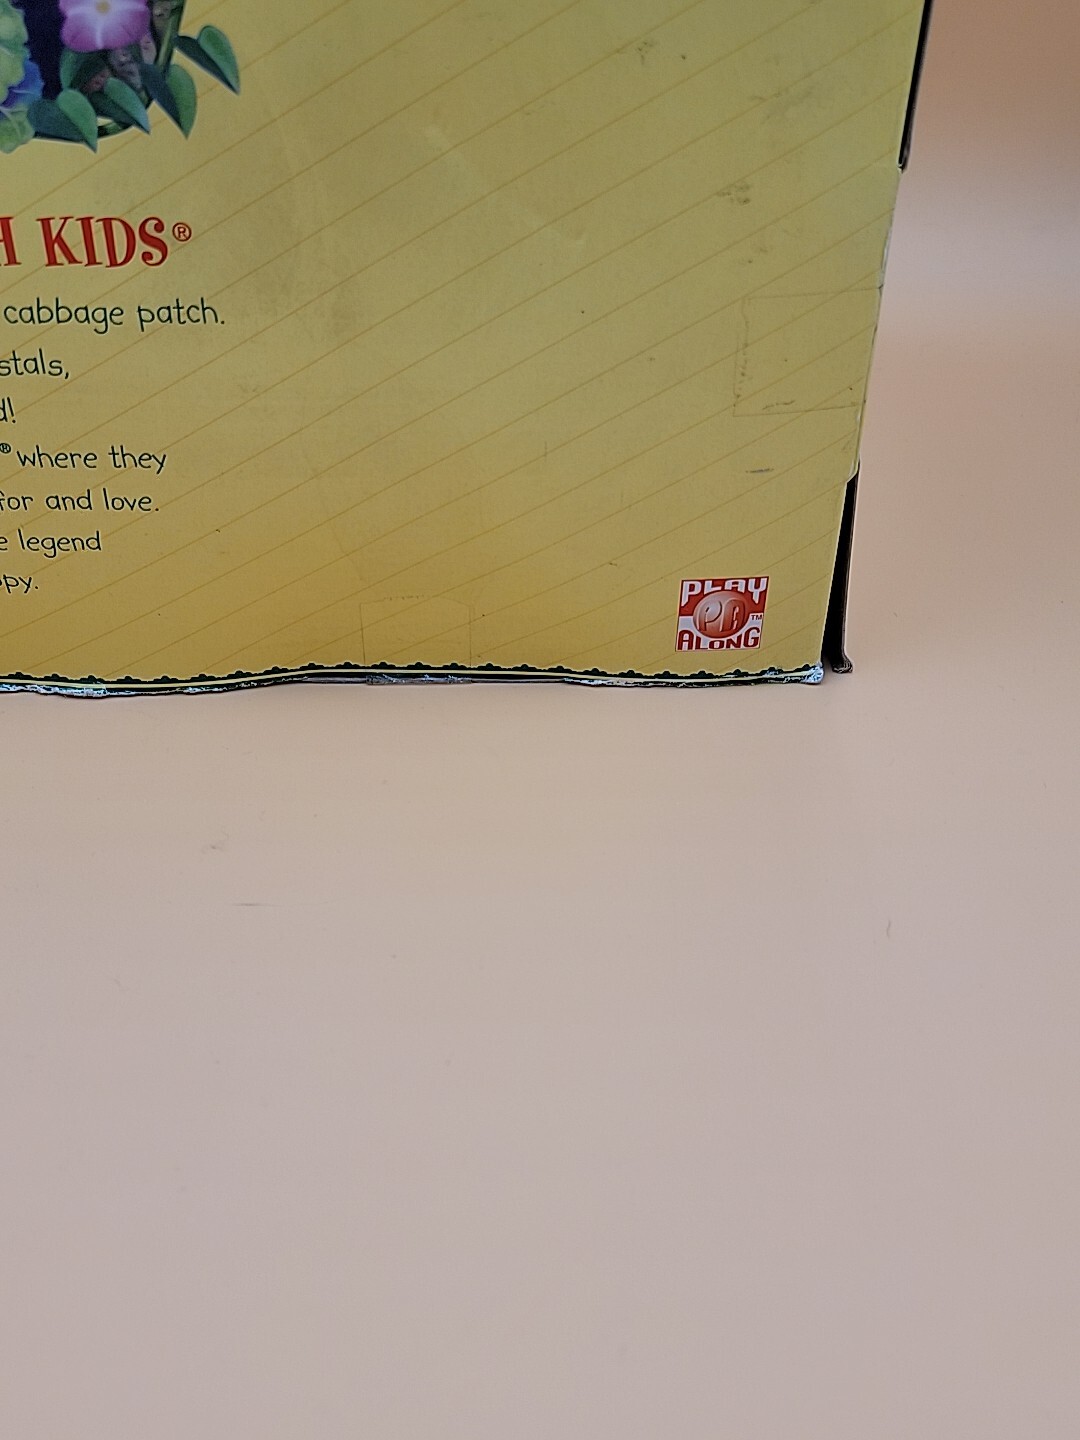 H KIDS®
cabbage patch.
stals,
d!
® where they
for and love.
e legend
ppy.
PLAY
PA
TM
ALONG